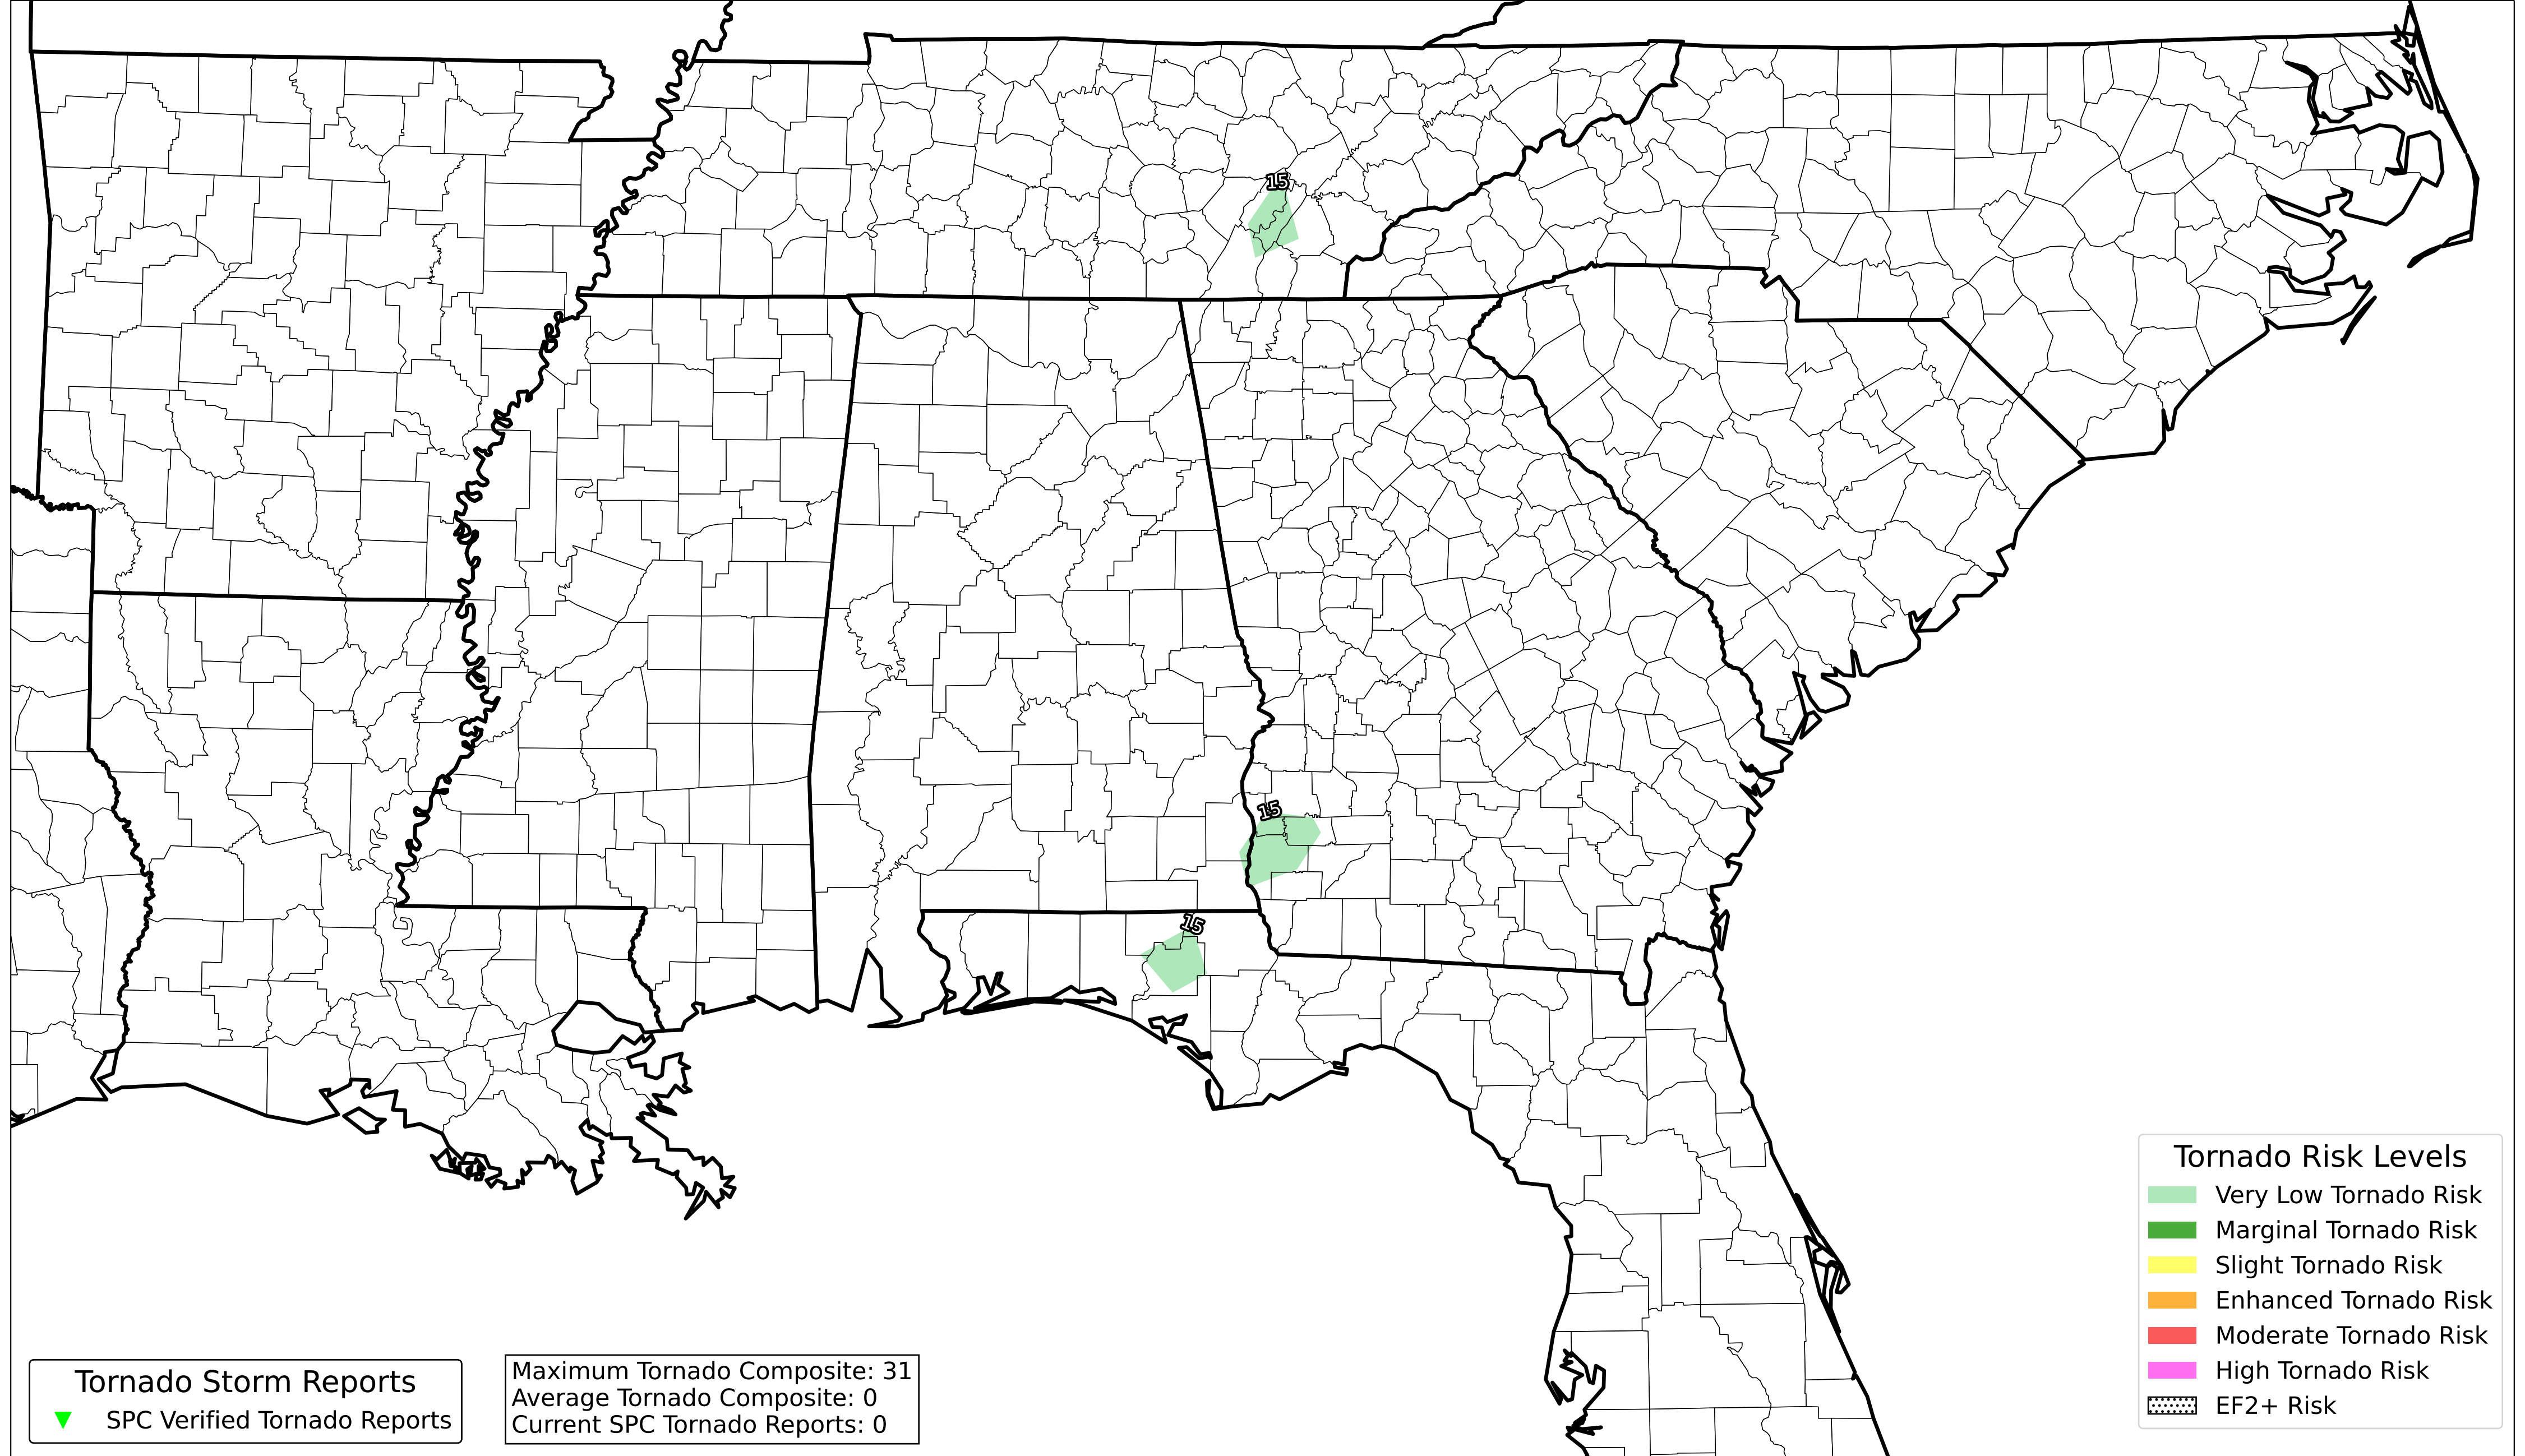 15
15
15
Tornado Storm Reports
SPC Verified Tornado Reports
Maximum Tornado Composite: 31
Average Tornado Composite: 0
Current SPC Tornado Reports: 0
Tornado Risk Levels
Very Low Tornado Risk
Marginal Tornado Risk
Slight Tornado Risk
Enhanced Tornado Risk
Moderate Tornado Risk
High Tornado Risk
EF2+ Risk